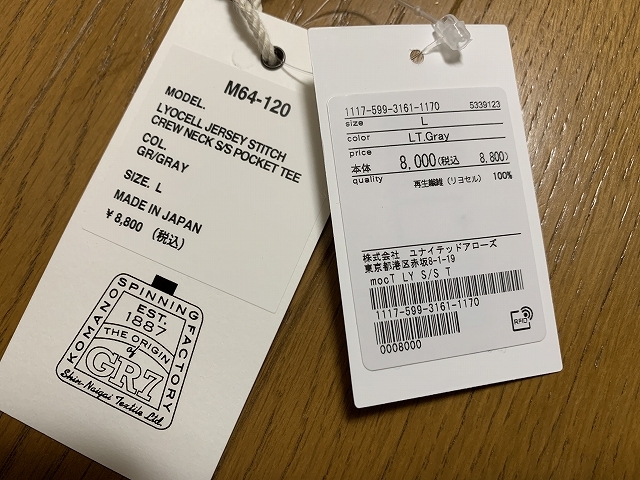 MODEL. M64-120
LYOCELL JERSEY STITCH
CREW NECK S/S POCKET TEE
COL.
GR/GRAY
SIZE. L
MADE IN JAPAN
¥8,800 (税込)
KOMAENO SPINNING FACTORY
EST.
1887
THE ORIGIN
of
GR7
Shin-Naigai Textile Ltd.
1117-599-3161-1170 5339123
size L
color LT.Gray
price
本体 8,000(税込 8,800)
quality 再生繊維 (リヨセル) 100%
株式会社 ユナイテッドアローズ
東京都港区赤坂8-1-19
mocT LY S/S T
1117-599-3161-1170
0008000
RFID